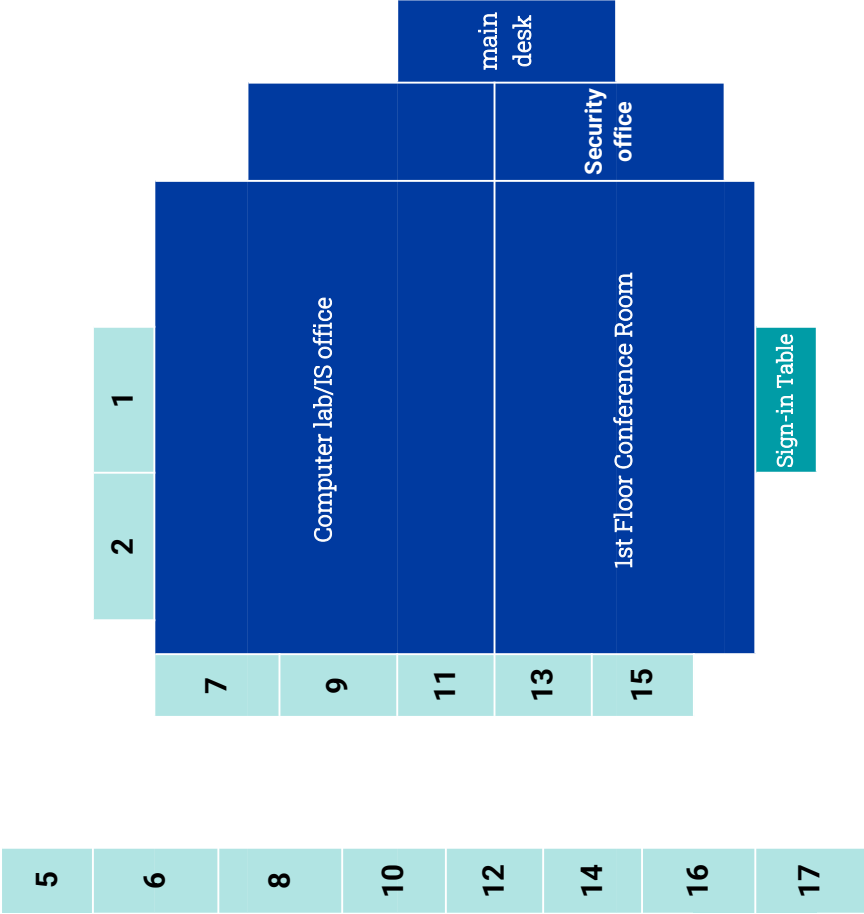 main
desk
Security
office
Computer lab/IS office
1st Floor Conference Room
Sign-in Table
1
2
7
9
11
13
15
5
6
8
10
12
14
16
17